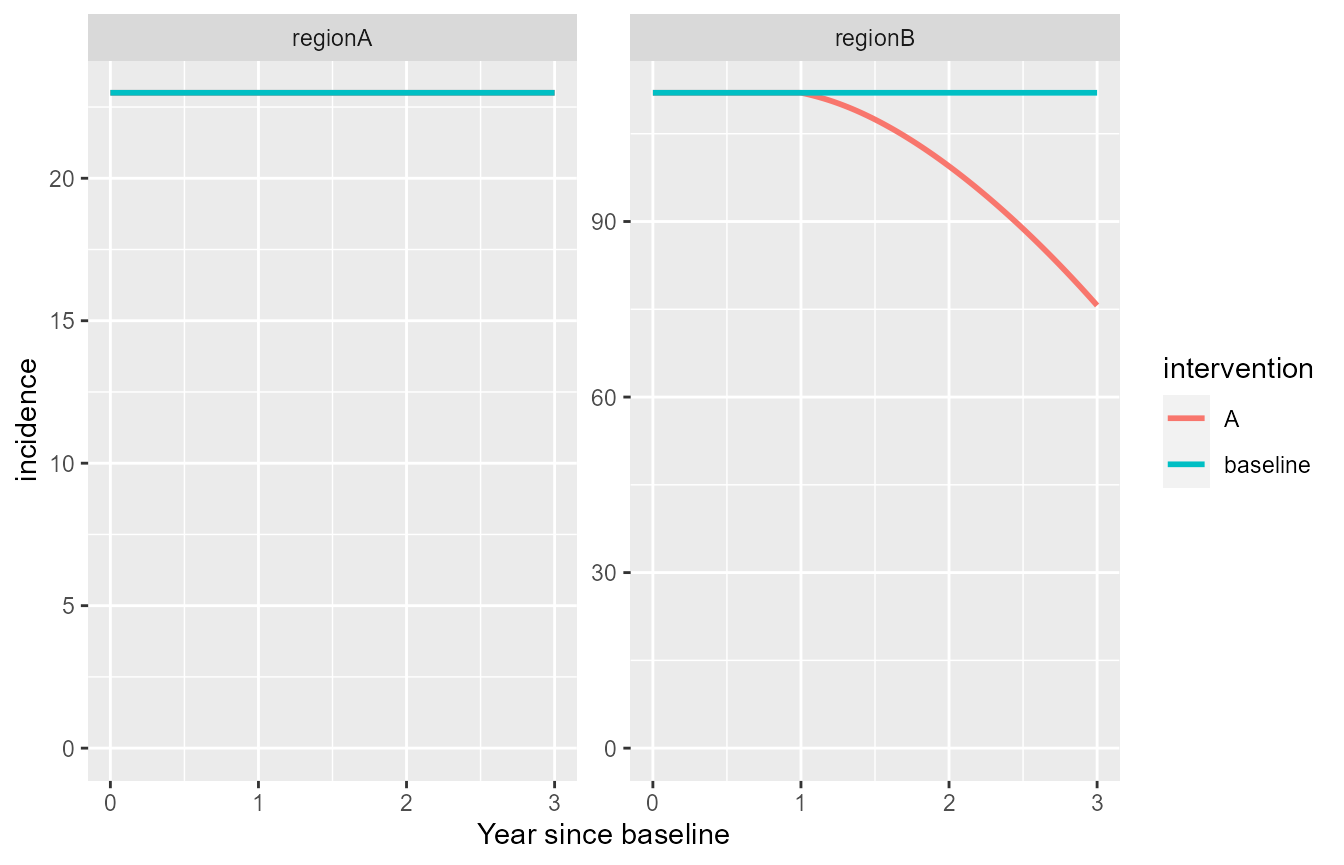 regionA
regionB
incidence
20
15
10
5
0
90
60
30
0
0 1 2 3
0 1 2 3
Year since baseline
intervention
A
baseline